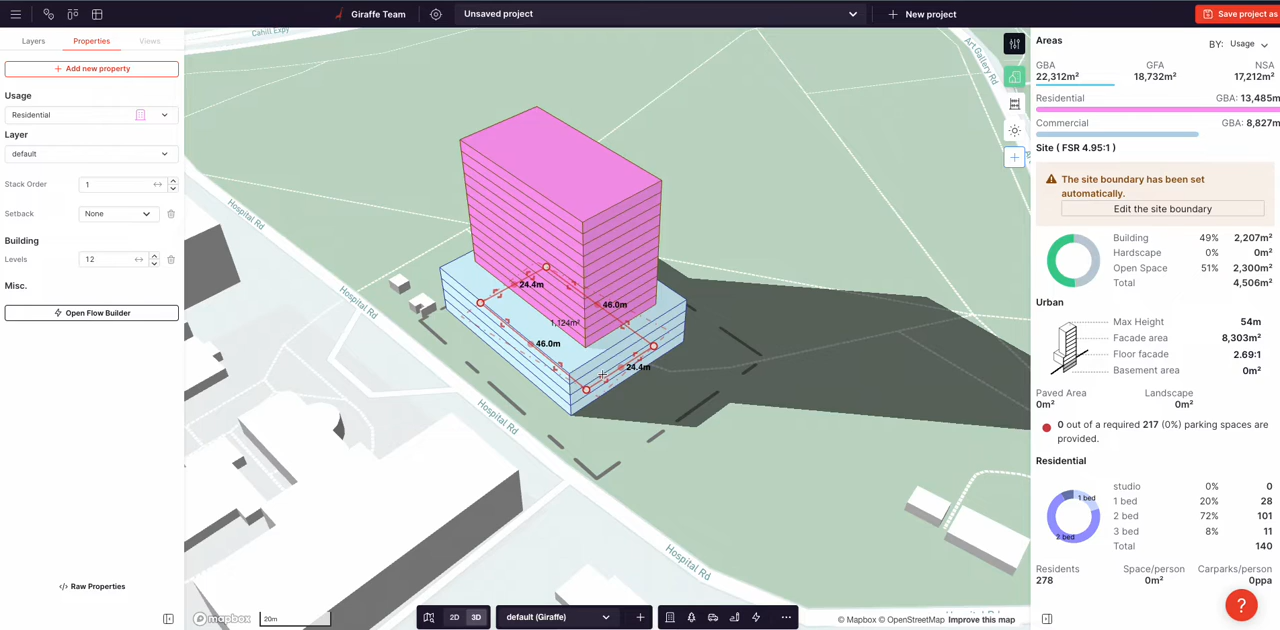 Giraffe Team
Unsaved project
New project
Save project as
Layers
Properties
Views
Add new property
Usage
Residential
Layer
default
Stack Order
1
Setback
None
Building
Levels
12
Misc.
Open Flow Builder
Raw Properties
Cahill Expy
Art Gallery Rd
Hospital Rd
Hospital Rd
Hospital Rd
Hospital Rd
24.4m
46.0m
1,124m²
46.0m
24.4m
mapbox
20m
2D
3D
default (Giraffe)
© Mapbox © OpenStreetMap Improve this map
Areas
BY: Usage
GBA
22,312m²
GFA
18,732m²
NSA
17,212m²
Residential GBA: 13,485m
Commercial GBA: 8,827m
Site ( FSR 4.95:1 )
The site boundary has been set
automatically.
Edit the site boundary
Building 49% 2,207m²
Hardscape 0% 0m²
Open Space 51% 2,300m²
Total 4,506m²
Urban
Max Height 54m
Facade area 8,303m²
Floor facade 2.69:1
Basement area 0m²
Paved Area
0m²
Landscape
0m²
0 out of a required 217 (0%) parking spaces are
provided.
Residential
1 bed
2 bed
studio 0% 0
1 bed 20% 28
2 bed 72% 101
3 bed 8% 11
Total 140
Residents
278
Space/person
0m²
Carparks/person
0ppa
?